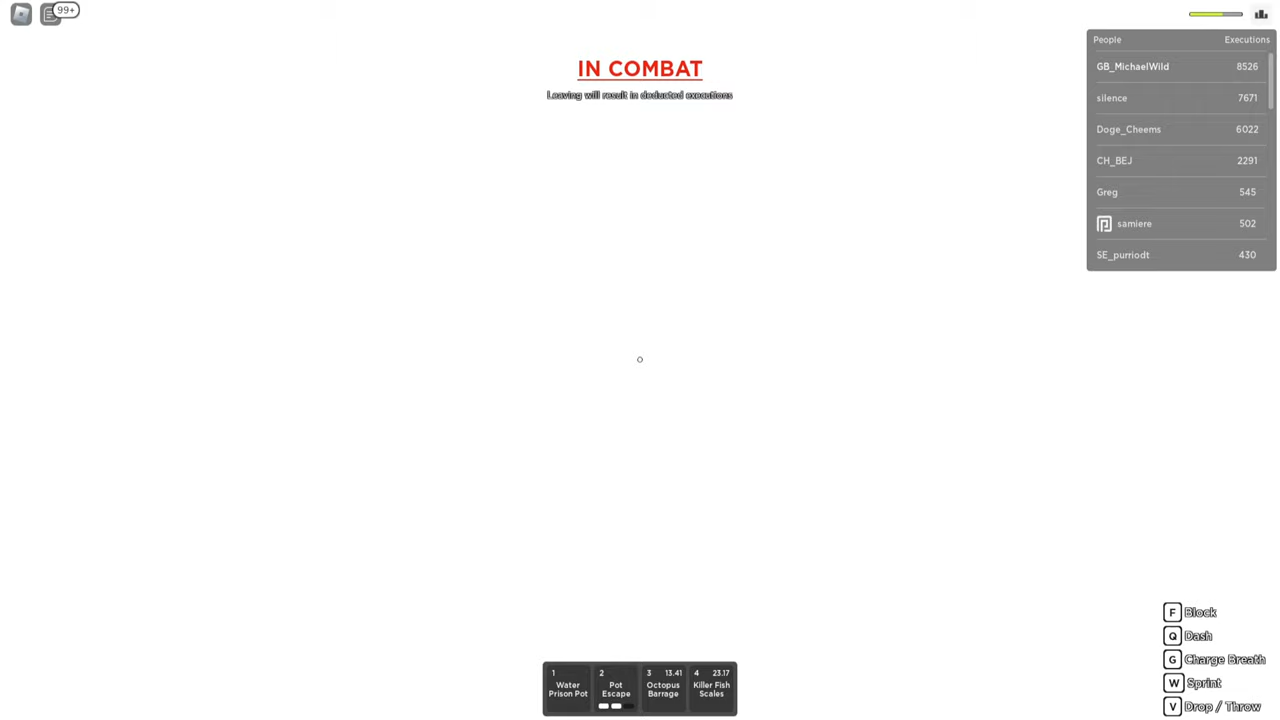 99+
IN COMBAT
Leaving will result in deducted executions
People Executions
GB_MichaelWild 8526
silence 7671
Doge_Cheems 6022
CH_BEJ 2291
Greg 545
samiere 502
SE_purriodt 430
F Block
Q Dash
G Charge Breath
W Sprint
V Drop / Throw
1
Water
Prison Pot
2
Pot
Escape
3 13.41
Octopus
Barrage
4 23.17
Killer Fish
Scales